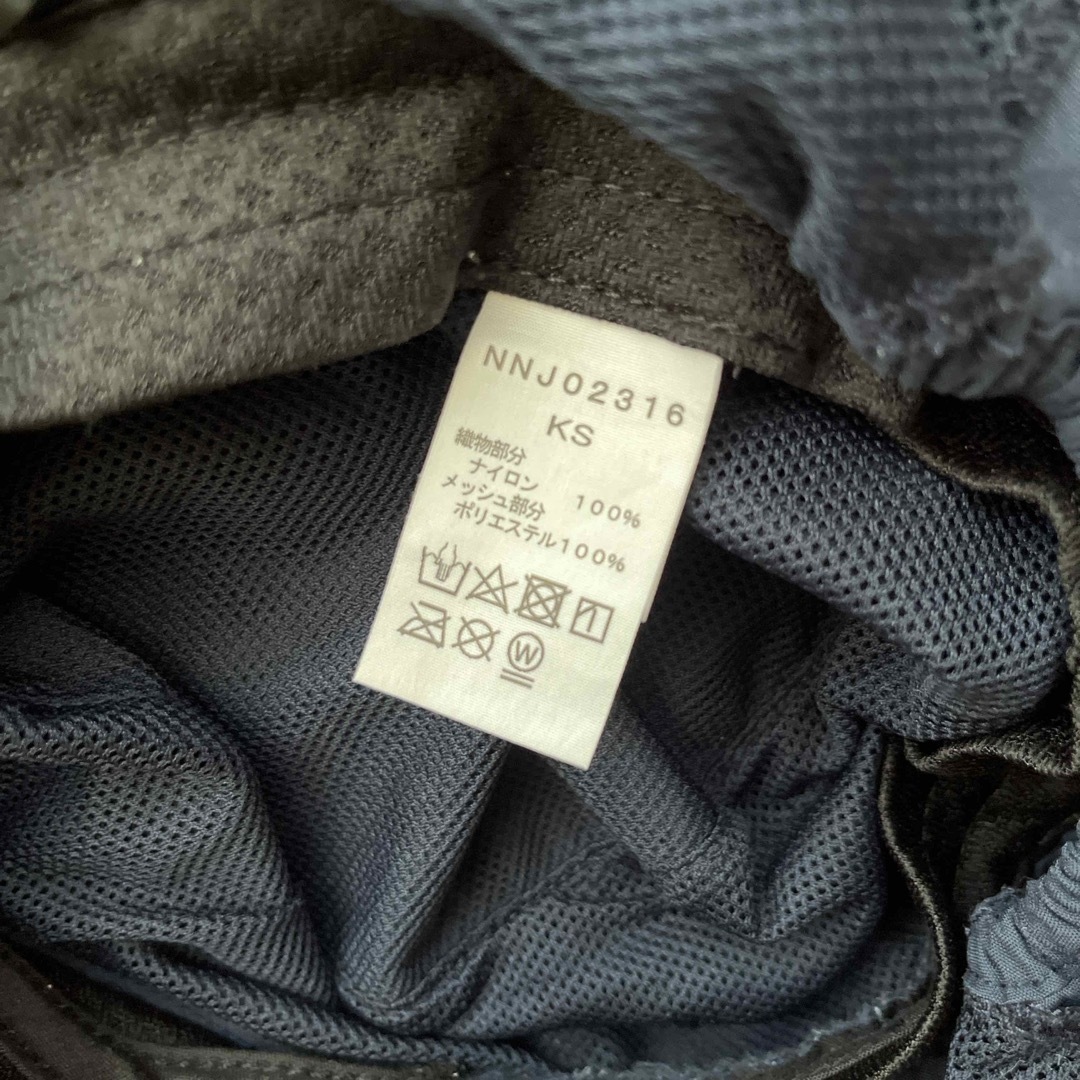 NNJ02316
KS
織物部分
ナイロン 100%
メッシュ部分
ポリエステル100%
W